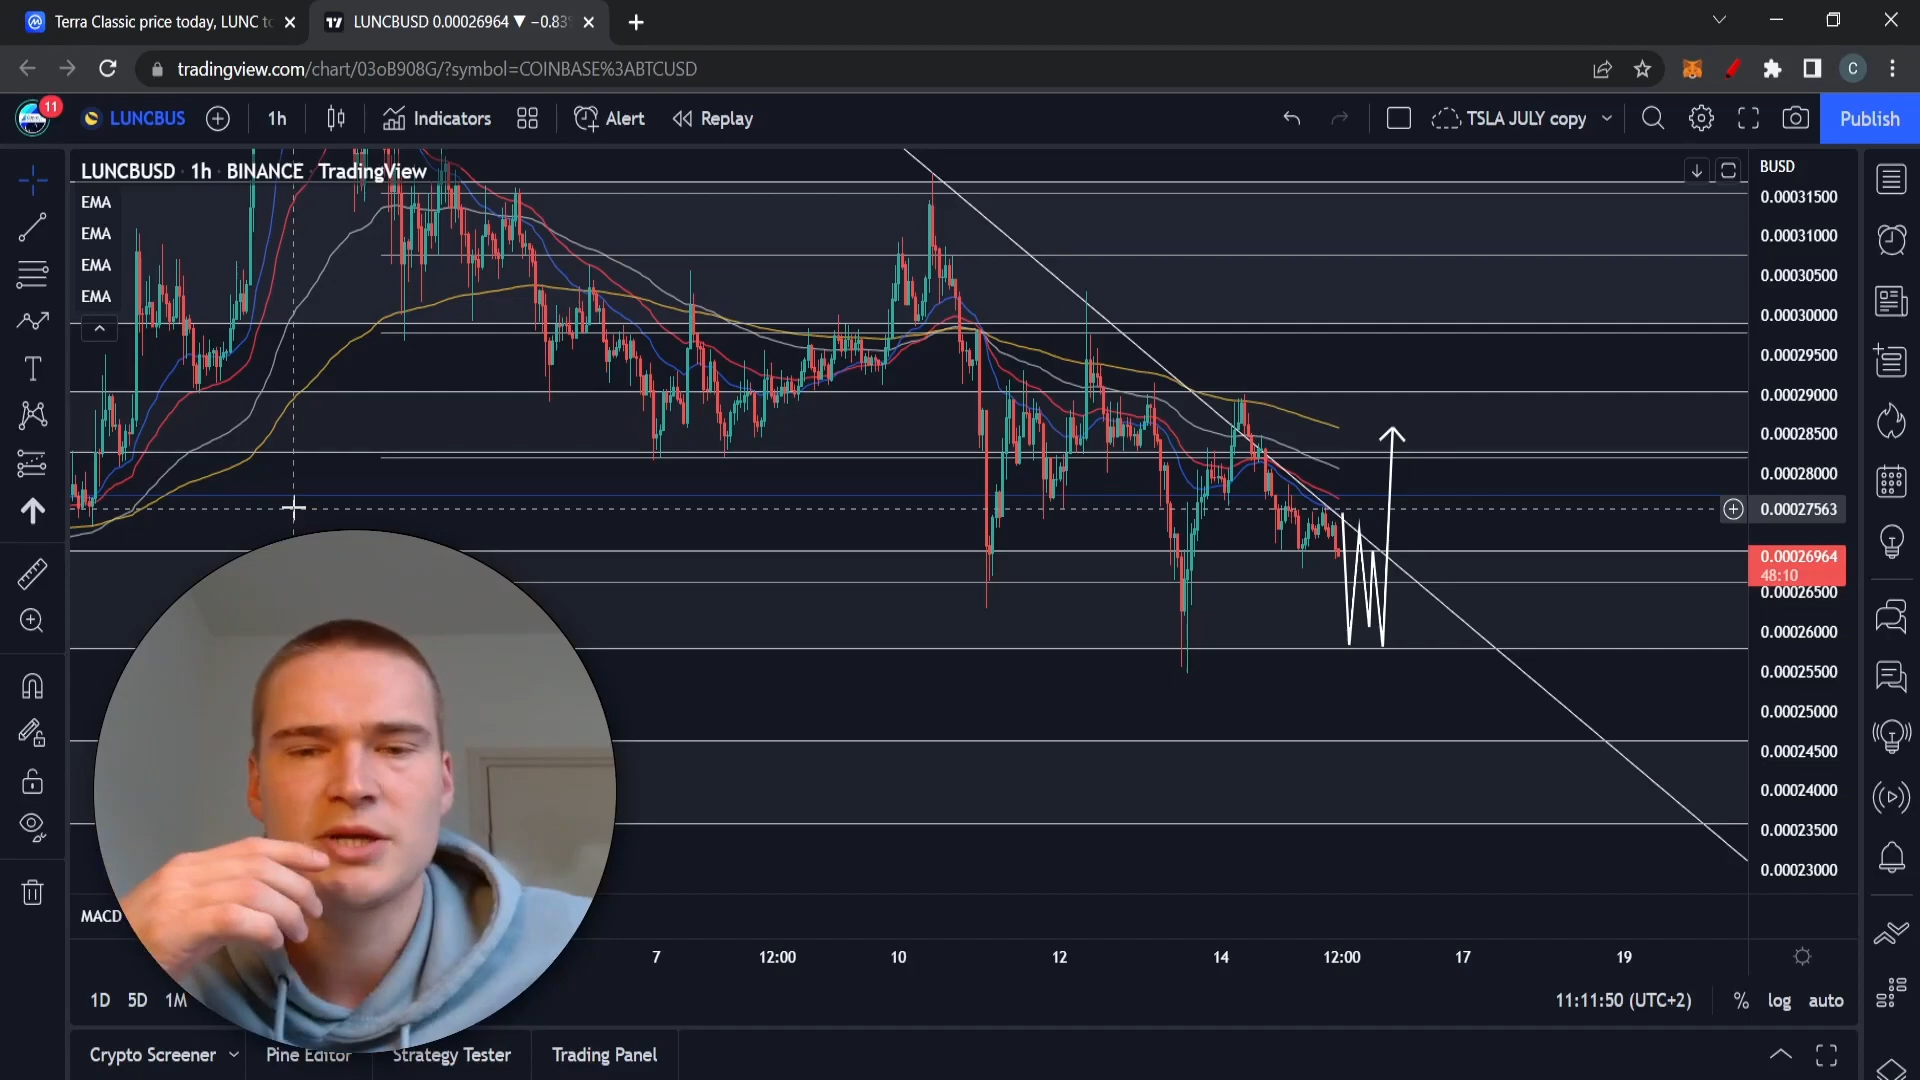 Terra Classic price today, LUNC to
LUNCBUSD 0.00026964 ▼ −0.83
tradingview.com/chart/03oB908G/?symbol=COINBASE%3ABTCUSD
C
11
LUNCBUS
1h
Indicators
Alert
Replay
TSLA JULY copy
Publish
LUNCBUSD · 1h · BINANCE · TradingView
EMA
EMA
EMA
EMA
BUSD
0.00031500
0.00031000
0.00030500
0.00030000
0.00029500
0.00029000
0.00028500
0.00028000
0.00027563
0.00026964
48:10
0.00026500
0.00026000
0.00025500
0.00025000
0.00024500
0.00024000
0.00023500
0.00023000
MACD
7
12:00
10
12
14
12:00
17
19
1D 5D 1M
11:11:50 (UTC+2)
% log auto
Crypto Screener
Pine Editor
Strategy Tester
Trading Panel